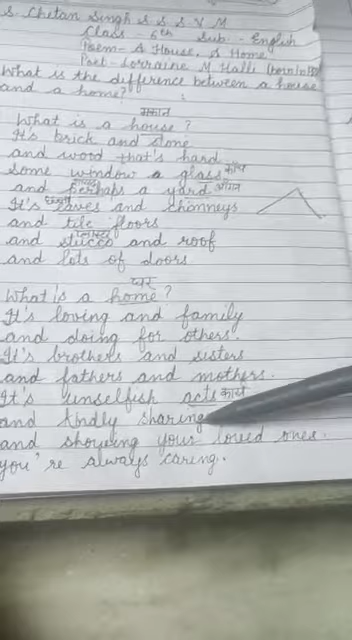 Chetan Singh S S S V M
Class - 6th Sub - English
Poem - A House, A Home
Poet - Lorraine M. Halli (born in
What is the difference between a house
and a home?
मकान
What is a house?
It's brick and stone
and wood that's hard
some window a glass काँच
and perhaps a yard आँगन
It's eaves and chimneys
and tile floors
and stucco and roof
and lots of doors
घर
What is a home?
It's loving and family
and doing for others.
It's brothers and sisters
and fathers and mothers.
It's unselfish acts कार्य
and kindly sharing
and showing your loved ones.
you're always caring.